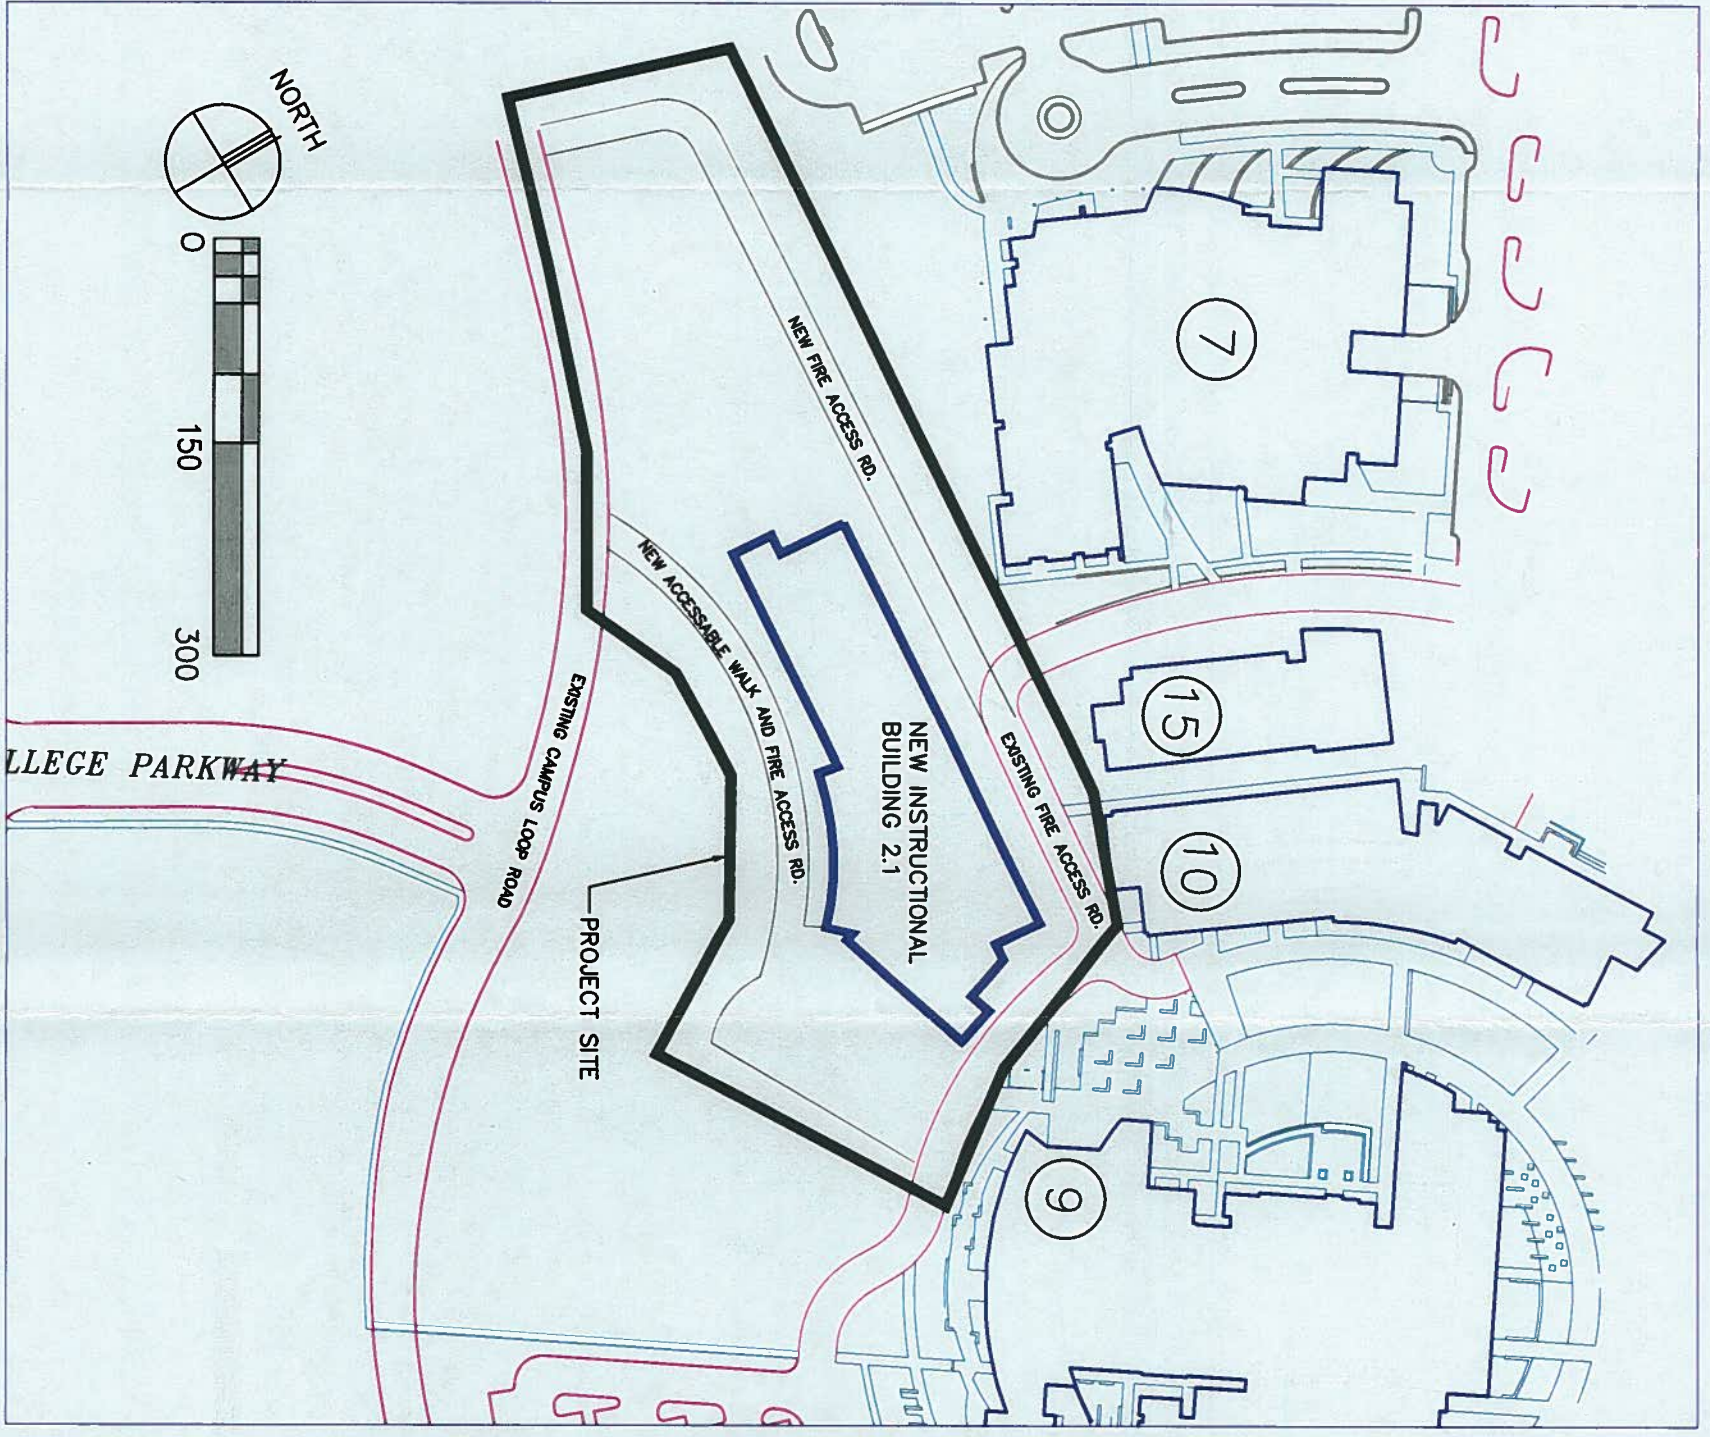 NORTH
0
150
300
7
15
10
9
NEW FIRE ACCESS RD.
NEW ACCESSABLE WALK AND FIRE ACCESS RD.
EXISTING FIRE ACCESS RD.
NEW INSTRUCTIONAL
BUILDING 2.1
EXISTING CAMPUS LOOP ROAD
LLEGE PARKWAY
PROJECT SITE